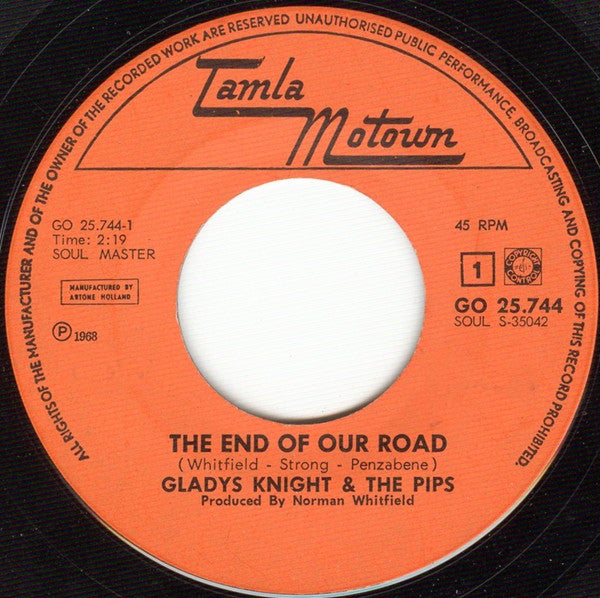 ALL RIGHTS OF THE MANUFACTURER AND OF THE OWNER OF THE RECORDED WORK ARE RESERVED UNAUTHORISED PUBLIC PERFORMANCE, BROADCASTING AND COPYING OF THIS RECORD PROHIBITED.
Tamla
Motown
GO 25.744-1
Time: 2:19
SOUL MASTER
MANUFACTURED BY
ARTONE HOLLAND
Ⓟ 1968
45 RPM
1
COPYRIGHT
CONTROL
GO 25.744
SOUL S-35042
THE END OF OUR ROAD
(Whitfield - Strong - Penzabene)
GLADYS KNIGHT & THE PIPS
Produced By Norman Whitfield